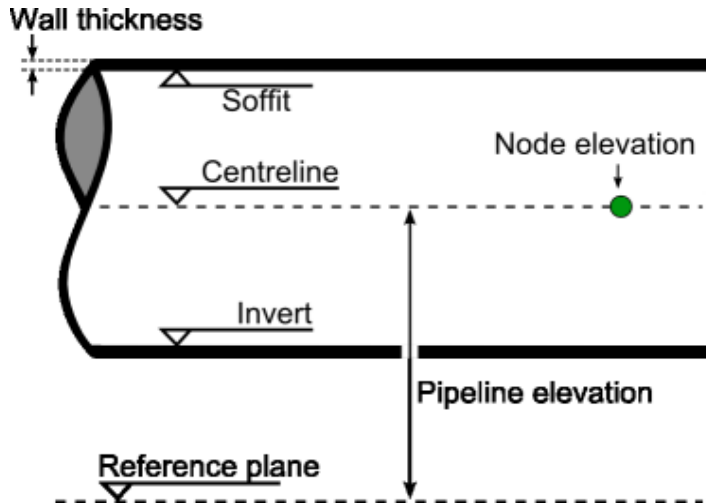 Wall thickness
Soffit
Node elevation
Centreline
Invert
Pipeline elevation
Reference plane